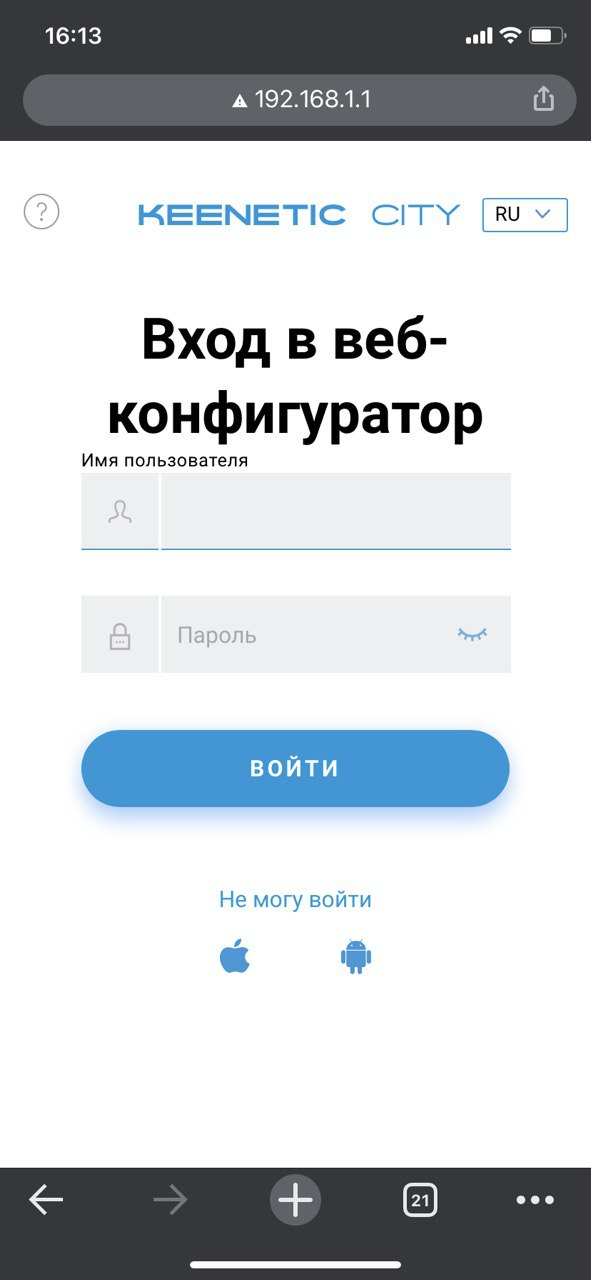 16:13
192.168.1.1
?
KEENETIC CITY
RU
Вход в веб-
конфигуратор
Имя пользователя
Пароль
ВОЙТИ
Не могу войти
21